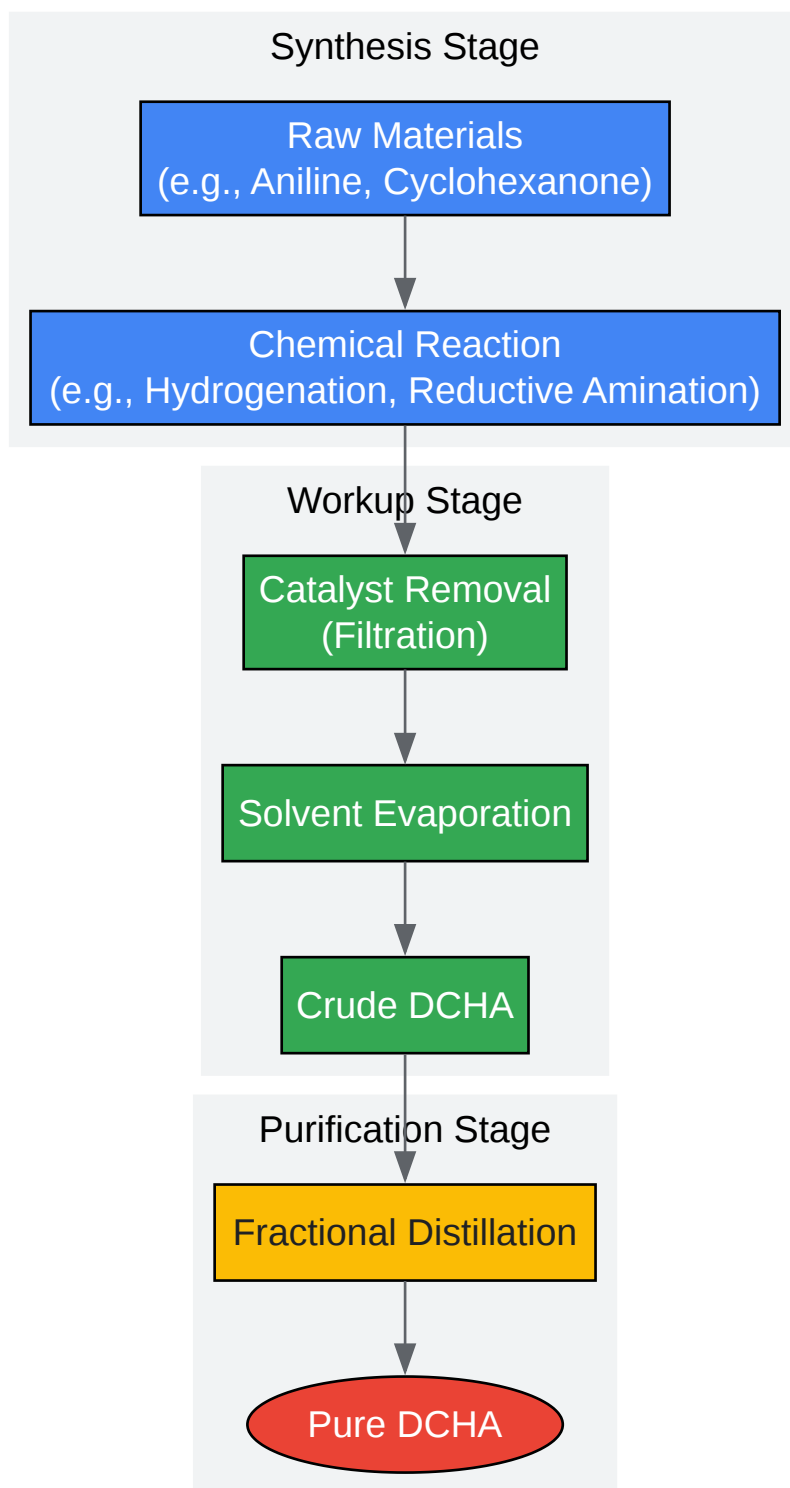 Synthesis Stage
Raw Materials
(e.g., Aniline, Cyclohexanone)
Chemical Reaction
(e.g., Hydrogenation, Reductive Amination)
Workup Stage
Catalyst Removal
(Filtration)
Solvent Evaporation
Crude DCHA
Purification Stage
Fractional Distillation
Pure DCHA